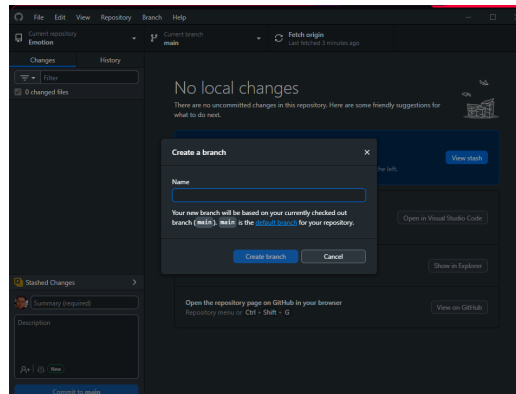 File Edit View Repository Branch Help
Current repository
Emotion
Current branch
main
Fetch origin
Last fetched 3 minutes ago
Changes History
Filter
0 changed files
No local changes
There are no uncommitted changes in this repository. Here are some friendly suggestions for
what to do next.
View stash
the left.
Create a branch
Name
Your new branch will be based on your currently checked out
branch (main). main is the default branch for your repository.
Create branch Cancel
Open in Visual Studio Code
Show in Explorer
Open the repository page on GitHub in your browser
Repository menu or Ctrl + Shift + G
View on GitHub
Stashed Changes
Summary (required)
Description
New
Commit to main